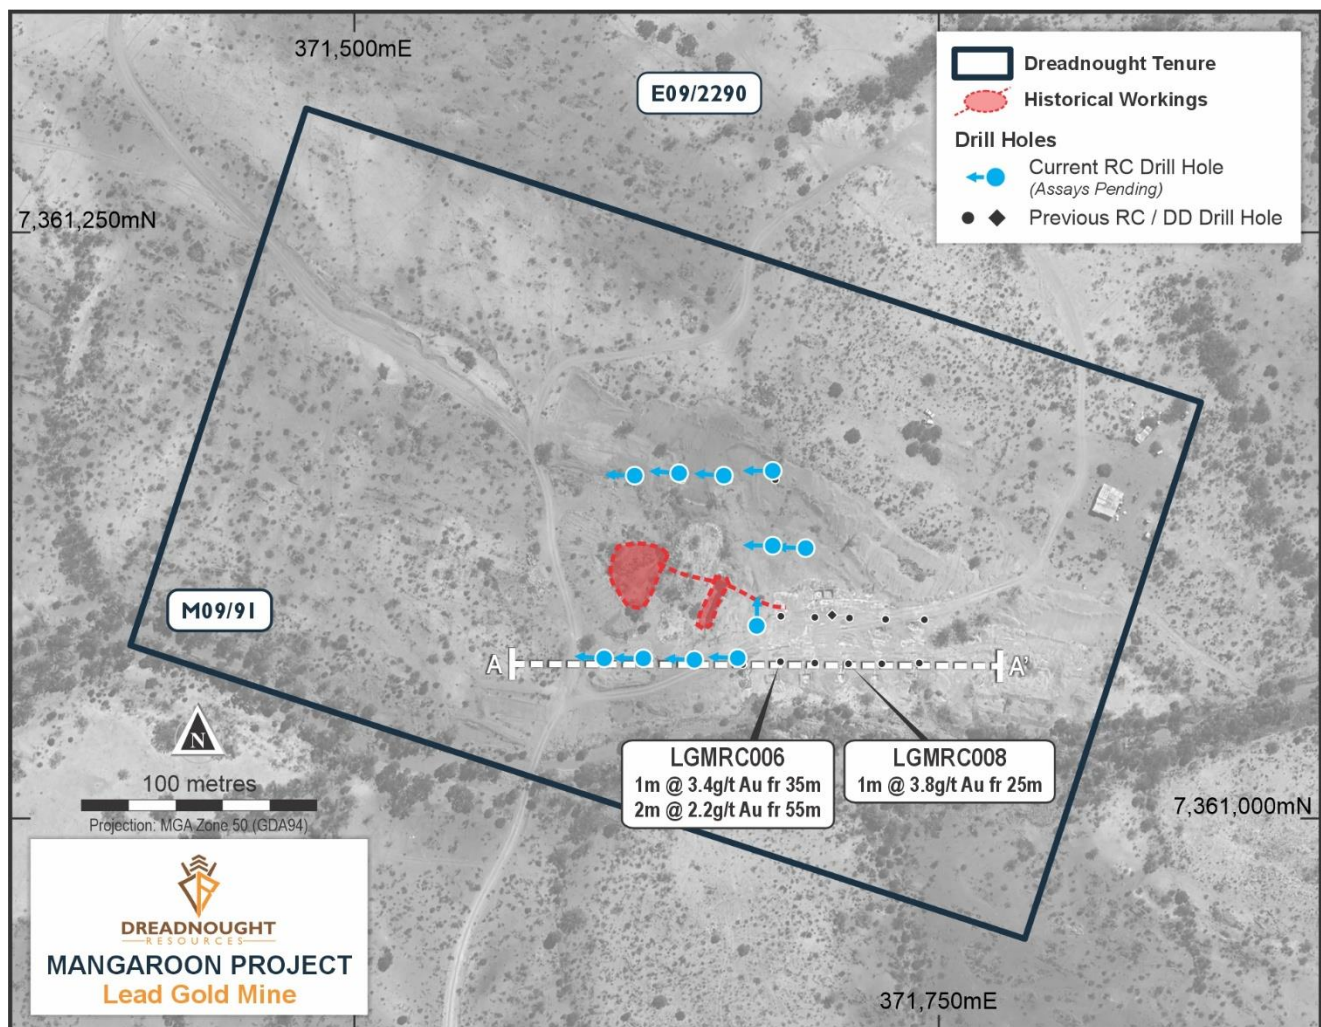 371,500mE
E09/2290
Dreadnought Tenure
Historical Workings
Drill Holes
Current RC Drill Hole
(Assays Pending)
Previous RC / DD Drill Hole
7,361,250mN
M09/91
A
A'
N
100 metres
Projection: MGA Zone 50 (GDA94)
LGMRC006
1m @ 3.4g/t Au fr 35m
2m @ 2.2g/t Au fr 55m
LGMRC008
1m @ 3.8g/t Au fr 25m
7,361,000mN
DREADNOUGHT
RESOURCES
MANGAROON PROJECT
Lead Gold Mine
371,750mE